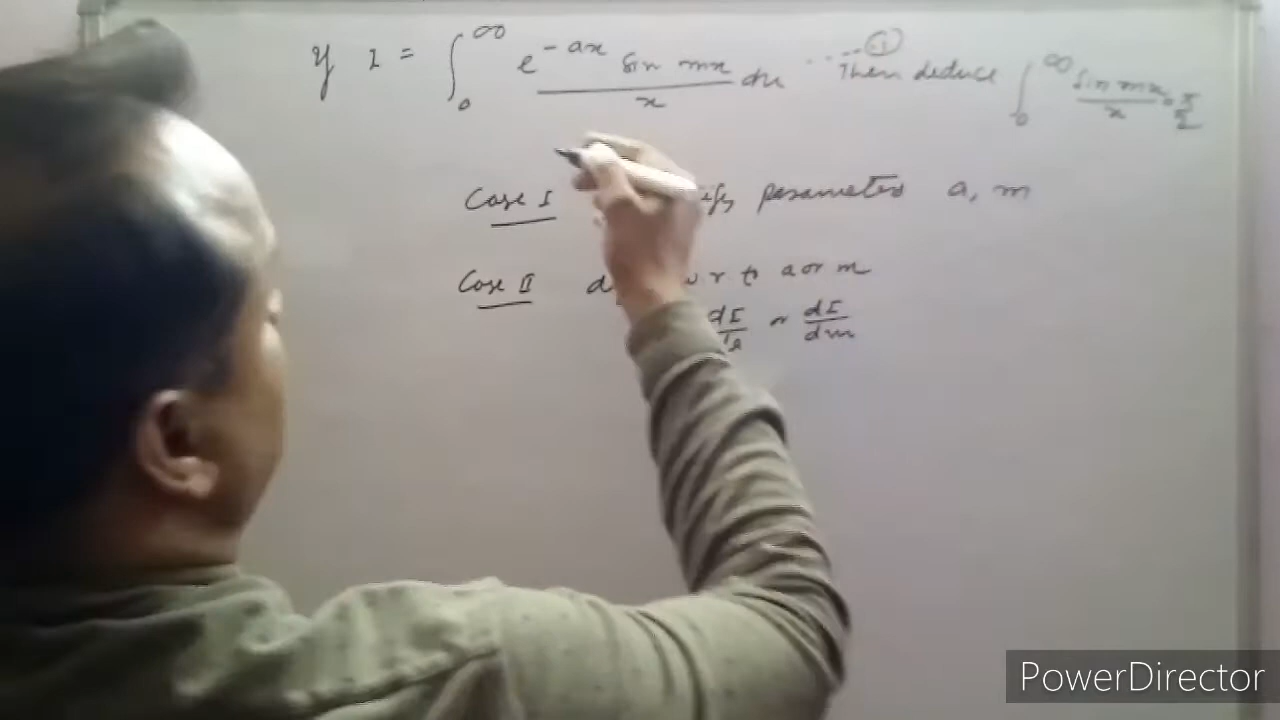 If I = ∫₀^∞ e^{-ax} sin mx / x dx ... ① Then deduce ∫₀^∞ sin mx / x = π/2
Case I parameters a, m
Case II w r to a or m
dI/da or dI/dm
PowerDirector